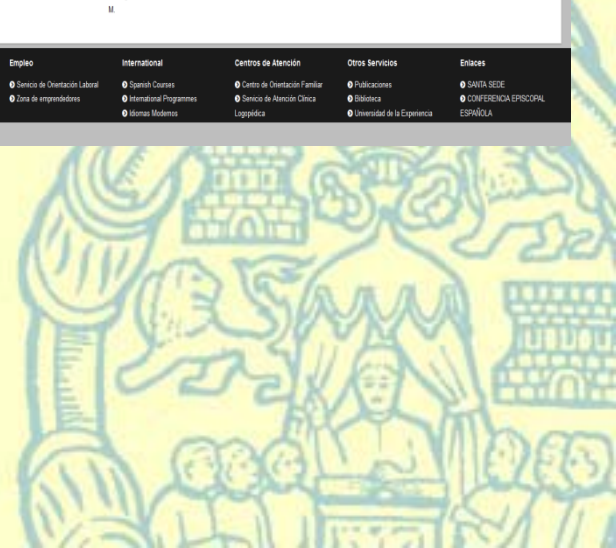 M.
Empleo
Servicio de Orientación Laboral
Zona de emprendedores
International
Spanish Courses
International Programmes
Idiomas Modernos
Centros de Atención
Centro de Orientación Familiar
Servicio de Atención Clínica
Logopédica
Otros Servicios
Publicaciones
Biblioteca
Universidad de la Experiencia
Enlaces
SANTA SEDE
CONFERENCIA EPISCOPAL
ESPAÑOLA